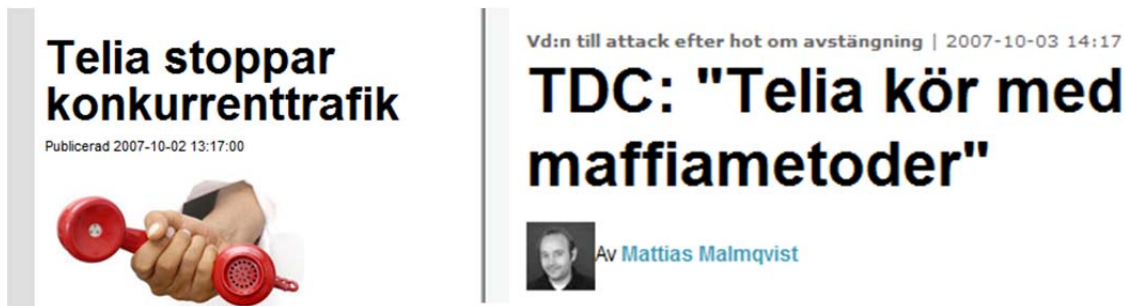 Telia stoppar
konkurrenttrafik
Publicerad 2007-10-02 13:17:00
Vd:n till attack efter hot om avstängning | 2007-10-03 14:17
TDC: "Telia kör med
maffiametoder"
Av Mattias Malmqvist